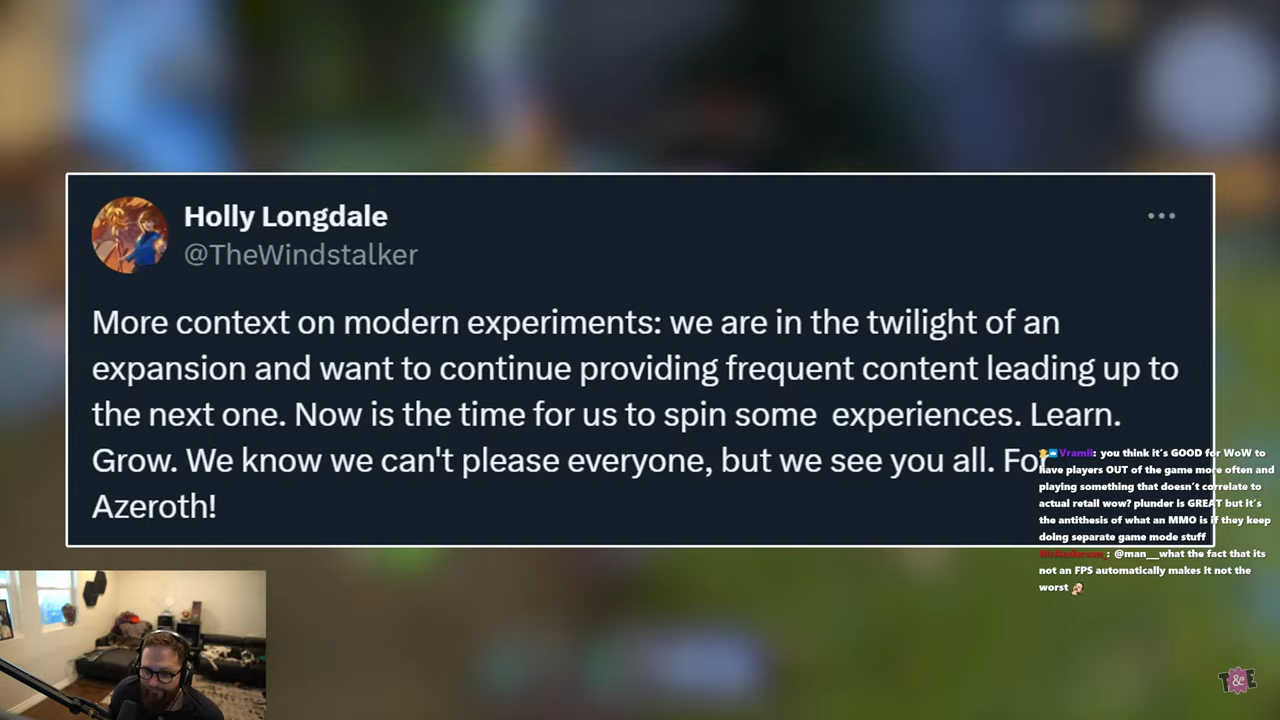 Holly Longdale
@TheWindstalker
More context on modern experiments: we are in the twilight of an
expansion and want to continue providing frequent content leading up to
the next one. Now is the time for us to spin some  experiences. Learn.
Grow. We know we can't please everyone, but we see you all. For
Azeroth!
Vramii: you think it's GOOD for WoW to
have players OUT of the game more often and
playing something that doesn't correlate to
actual retail wow? plunder is GREAT but it's
the antithesis of what an MMO is if they keep
doing separate game mode stuff
MrAnderson : @man__what the fact that its
not an FPS automatically makes it not the
worst
T&E